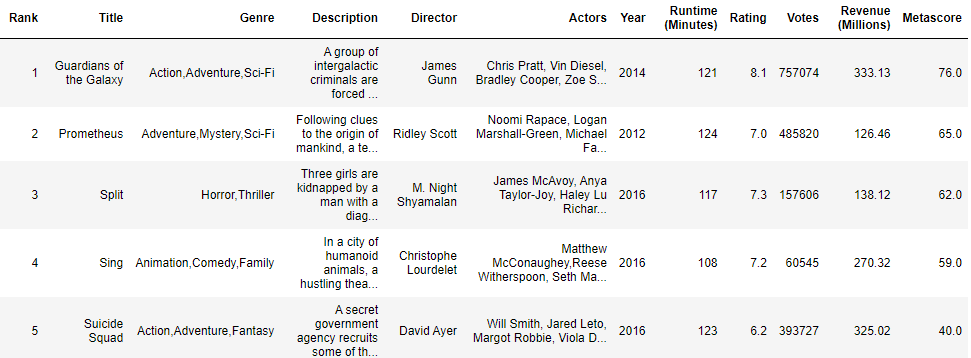 Rank
Title
Genre
Description
Director
Actors
Year
Runtime
(Minutes)
Rating
Votes
Revenue
(Millions)
Metascore
1
Guardians of
the Galaxy
Action,Adventure,Sci-Fi
A group of
intergalactic
criminals are
forced ...
James
Gunn
Chris Pratt, Vin Diesel,
Bradley Cooper, Zoe S...
2014
121
8.1
757074
333.13
76.0
2
Prometheus
Adventure,Mystery,Sci-Fi
Following clues
to the origin of
mankind, a te...
Ridley Scott
Noomi Rapace, Logan
Marshall-Green, Michael
Fa...
2012
124
7.0
485820
126.46
65.0
3
Split
Horror,Thriller
Three girls are
kidnapped by a
man with a
diag...
M. Night
Shyamalan
James McAvoy, Anya
Taylor-Joy, Haley Lu
Richar...
2016
117
7.3
157606
138.12
62.0
4
Sing
Animation,Comedy,Family
In a city of
humanoid
animals, a
hustling thea...
Christophe
Lourdelet
Matthew
McConaughey,Reese
Witherspoon, Seth Ma...
2016
108
7.2
60545
270.32
59.0
5
Suicide
Squad
Action,Adventure,Fantasy
A secret
government
agency recruits
some of th...
David Ayer
Will Smith, Jared Leto,
Margot Robbie, Viola D...
2016
123
6.2
393727
325.02
40.0